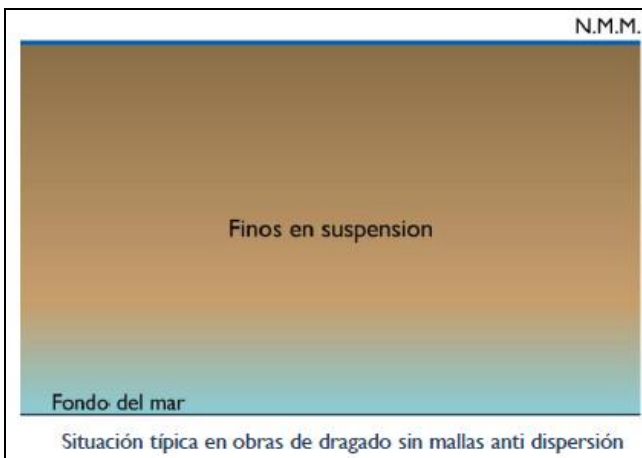 N.M.M.
Finos en suspension
Fondo del mar
Situación típica en obras de dragado sin mallas anti dispersión